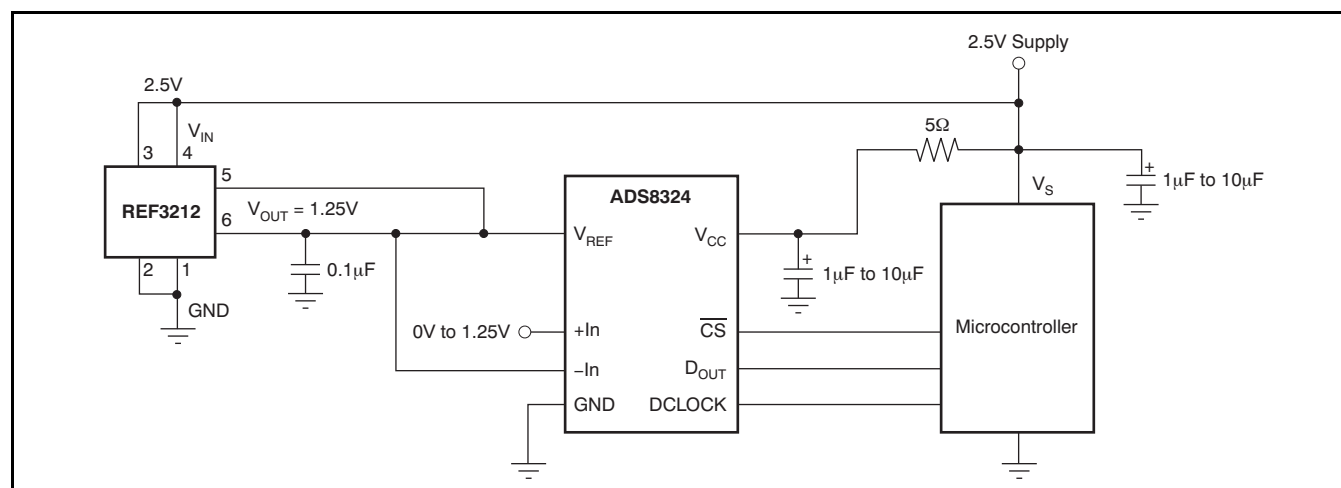 2.5V Supply
2.5V
V_IN
3
4
5Ω
5
REF3212
6
V_OUT = 1.25V
2
1
GND
0.1μF
ADS8324
V_REF
V_CC
+In
0V to 1.25V
−In
GND
C̅S̅
D_OUT
DCLOCK
1μF to 10μF
V_S
1μF to 10μF
Microcontroller
+
+